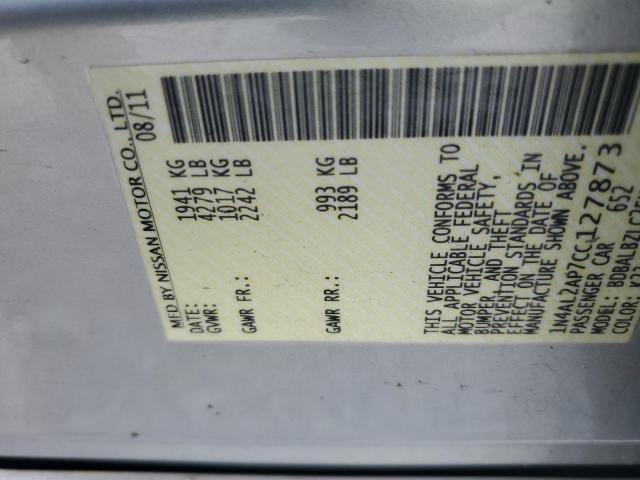 MFD BY NISSAN MOTOR CO., LTD.
DATE: 08/11
GVWR: 1941 KG
4279 LB
GAWR FR.: 1017 KG
2242 LB
GAWR RR.: 993 KG
2189 LB
THIS VEHICLE CONFORMS TO
ALL APPLICABLE FEDERAL
MOTOR VEHICLE SAFETY,
BUMPER AND THEFT
PREVENTION STANDARDS IN
EFFECT ON THE DATE OF
MANUFACTURE SHOWN ABOVE.
1N4AL2AP7CC127873
PASSENGER CAR 652
MODEL:
COLOR: